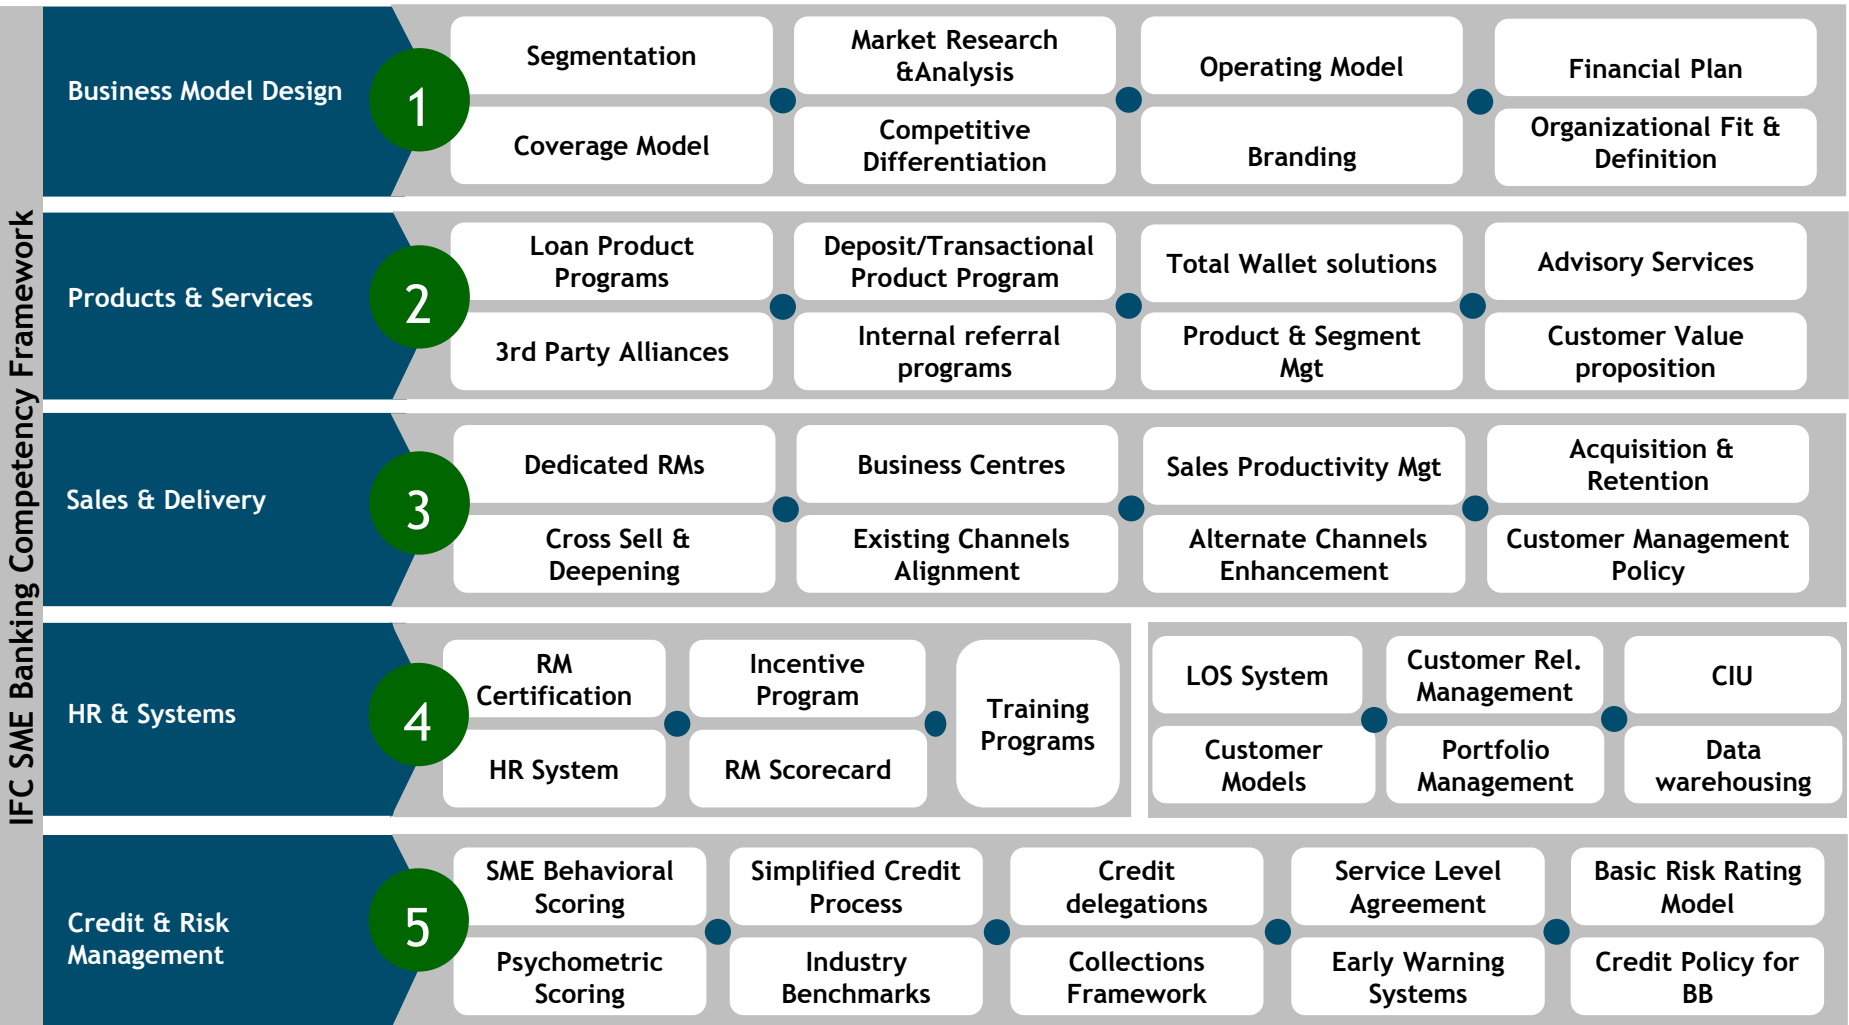 IFC SME Banking Competency Framework
Business Model Design
1
Segmentation
Market Research
&Analysis
Operating Model
Financial Plan
Coverage Model
Competitive
Differentiation
Branding
Organizational Fit &
Definition
Products & Services
2
Loan Product
Programs
Deposit/Transactional
Product Program
Total Wallet solutions
Advisory Services
3rd Party Alliances
Internal referral
programs
Product & Segment
Mgt
Customer Value
proposition
Sales & Delivery
3
Dedicated RMs
Business Centres
Sales Productivity Mgt
Acquisition &
Retention
Cross Sell &
Deepening
Existing Channels
Alignment
Alternate Channels
Enhancement
Customer Management
Policy
HR & Systems
4
RM
Certification
Incentive
Program
Training
Programs
HR System
RM Scorecard
LOS System
Customer Rel.
Management
CIU
Customer
Models
Portfolio
Management
Data
warehousing
Credit & Risk
Management
5
SME Behavioral
Scoring
Simplified Credit
Process
Credit
delegations
Service Level
Agreement
Basic Risk Rating
Model
Psychometric
Scoring
Industry
Benchmarks
Collections
Framework
Early Warning
Systems
Credit Policy for
BB